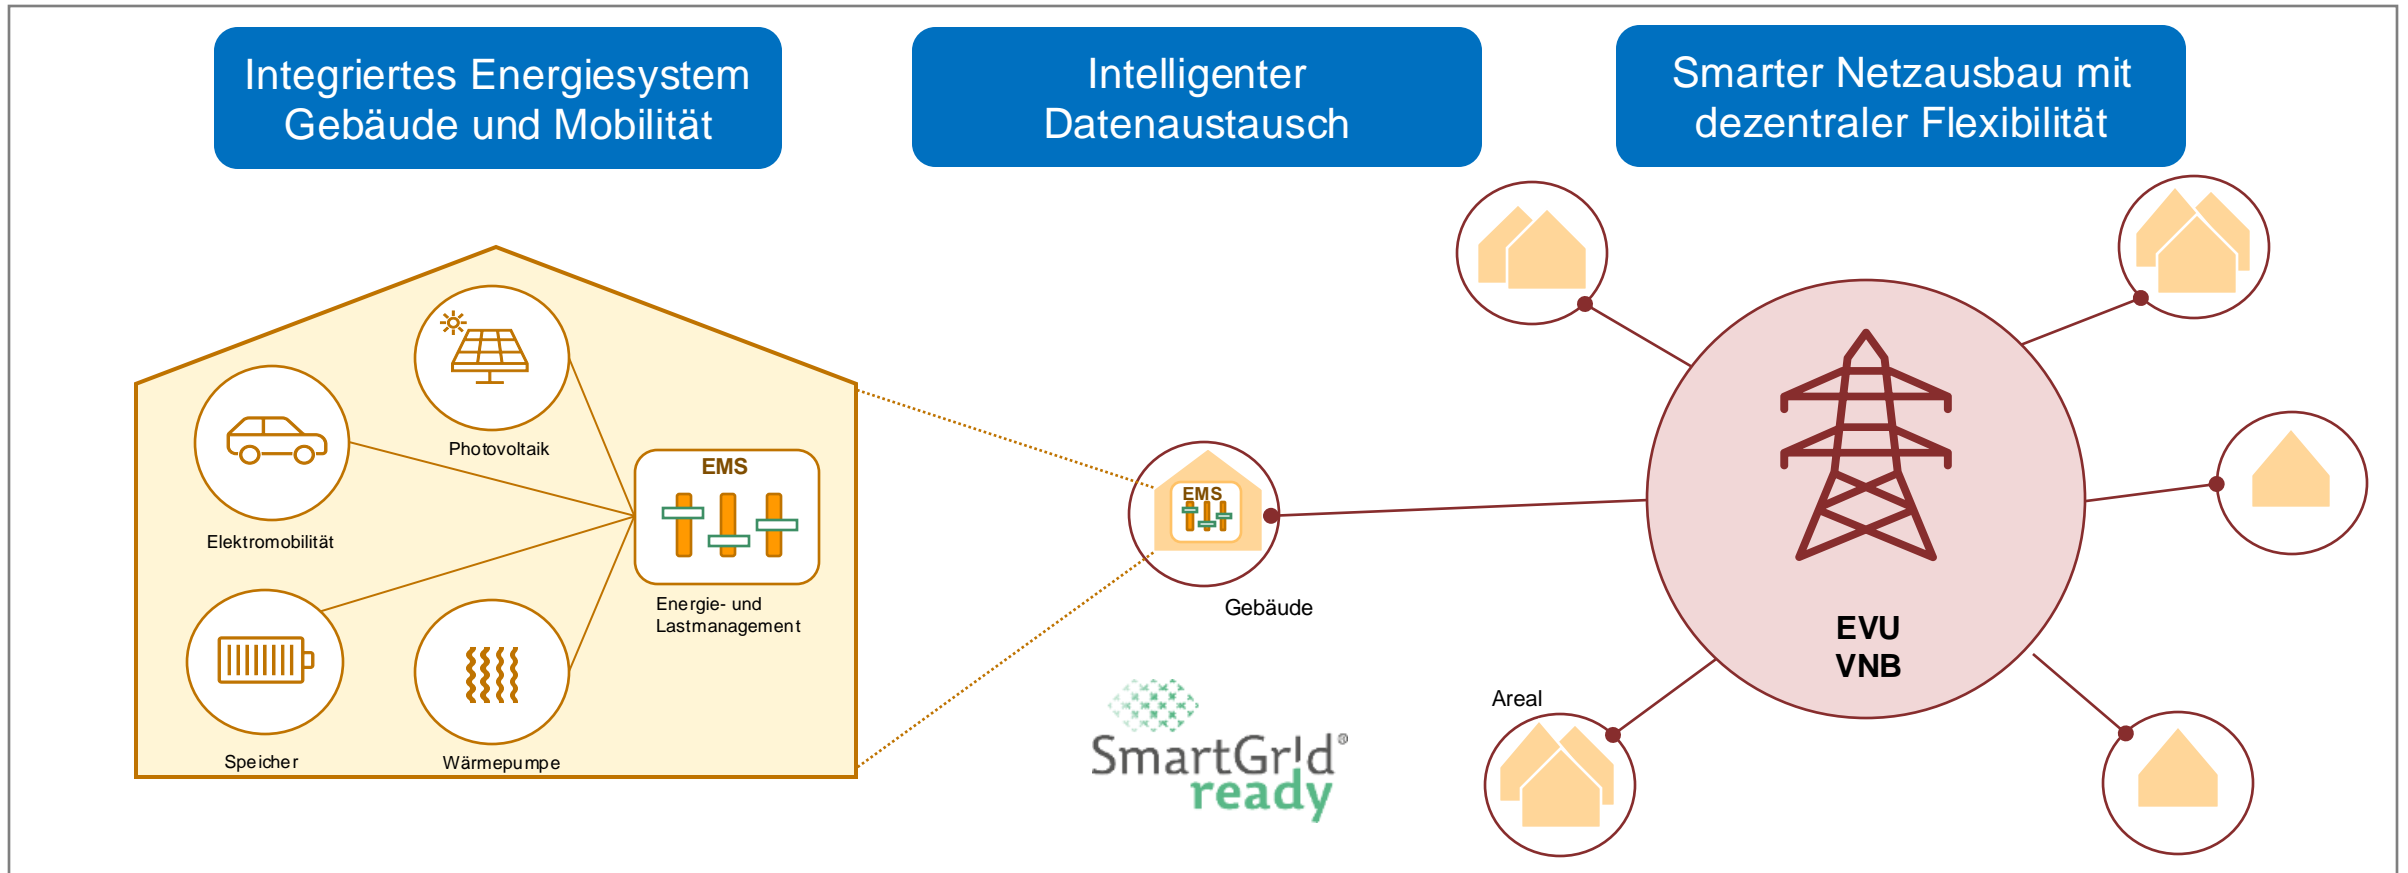 Integriertes Energiesystem
Gebäude und Mobilität
Intelligenter
Datenaustausch
Smarter Netzausbau mit
dezentraler Flexibilität
Photovoltaik
Elektromobilität
EMS
Energie- und
Lastmanagement
Speicher
Wärmepumpe
EMS
Gebäude
SmartGr!d®
ready
Areal
EVU
VNB